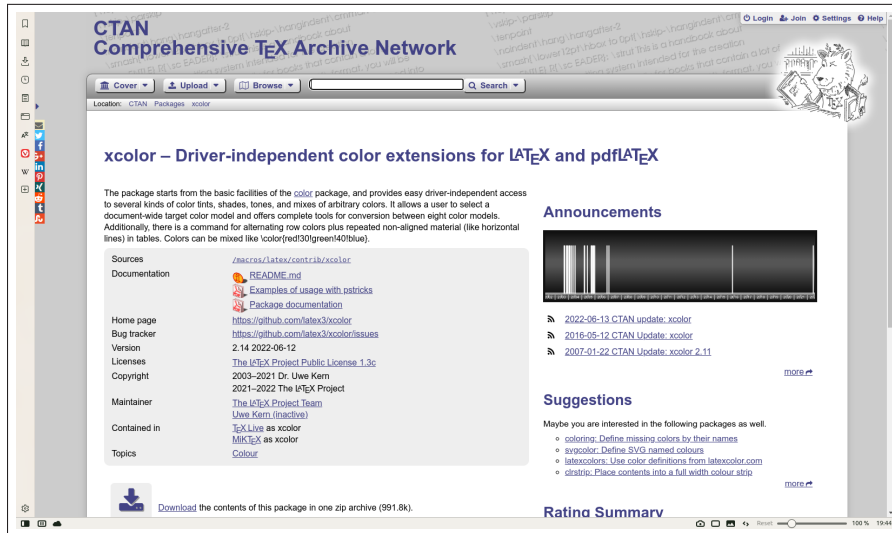 CTAN
Comprehensive TEX Archive Network
Login Join Settings Help
Cover Upload Browse Search
Location: CTAN Packages xcolor
xcolor – Driver-independent color extensions for LATEX and pdfLATEX
The package starts from the basic facilities of the color package, and provides easy driver-independent access
to several kinds of color tints, shades, tones, and mixes of arbitrary colors. It allows a user to select a
document-wide target color model and offers complete tools for conversion between eight color models.
Additionally, there is a command for alternating row colors plus repeated non-aligned material (like horizontal
lines) in tables. Colors can be mixed like \color{red!30!green!40!blue}.
Sources /macros/latex/contrib/xcolor
Documentation README.md
Examples of usage with pstricks
Package documentation
Home page https://github.com/latex3/xcolor
Bug tracker https://github.com/latex3/xcolor/issues
Version 2.14 2022-06-12
Licenses The LATEX Project Public License 1.3c
Copyright 2003–2021 Dr. Uwe Kern
2021–2022 The LATEX Project
Maintainer The LATEX Project Team
Uwe Kern (inactive)
Contained in TEX Live as xcolor
MiKTEX as xcolor
Topics Colour
Download the contents of this package in one zip archive (991.8k).
Announcements
2022-06-13 CTAN update: xcolor
2016-05-12 CTAN Update: xcolor
2007-01-22 CTAN Update: xcolor 2.11
more
Suggestions
Maybe you are interested in the following packages as well.
coloring: Define missing colors by their names
svgcolor: Define SVG named colours
latexcolors: Use color definitions from latexcolor.com
clrstrip: Place contents into a full width colour strip
more
Rating Summary
Reset 100 % 19:44